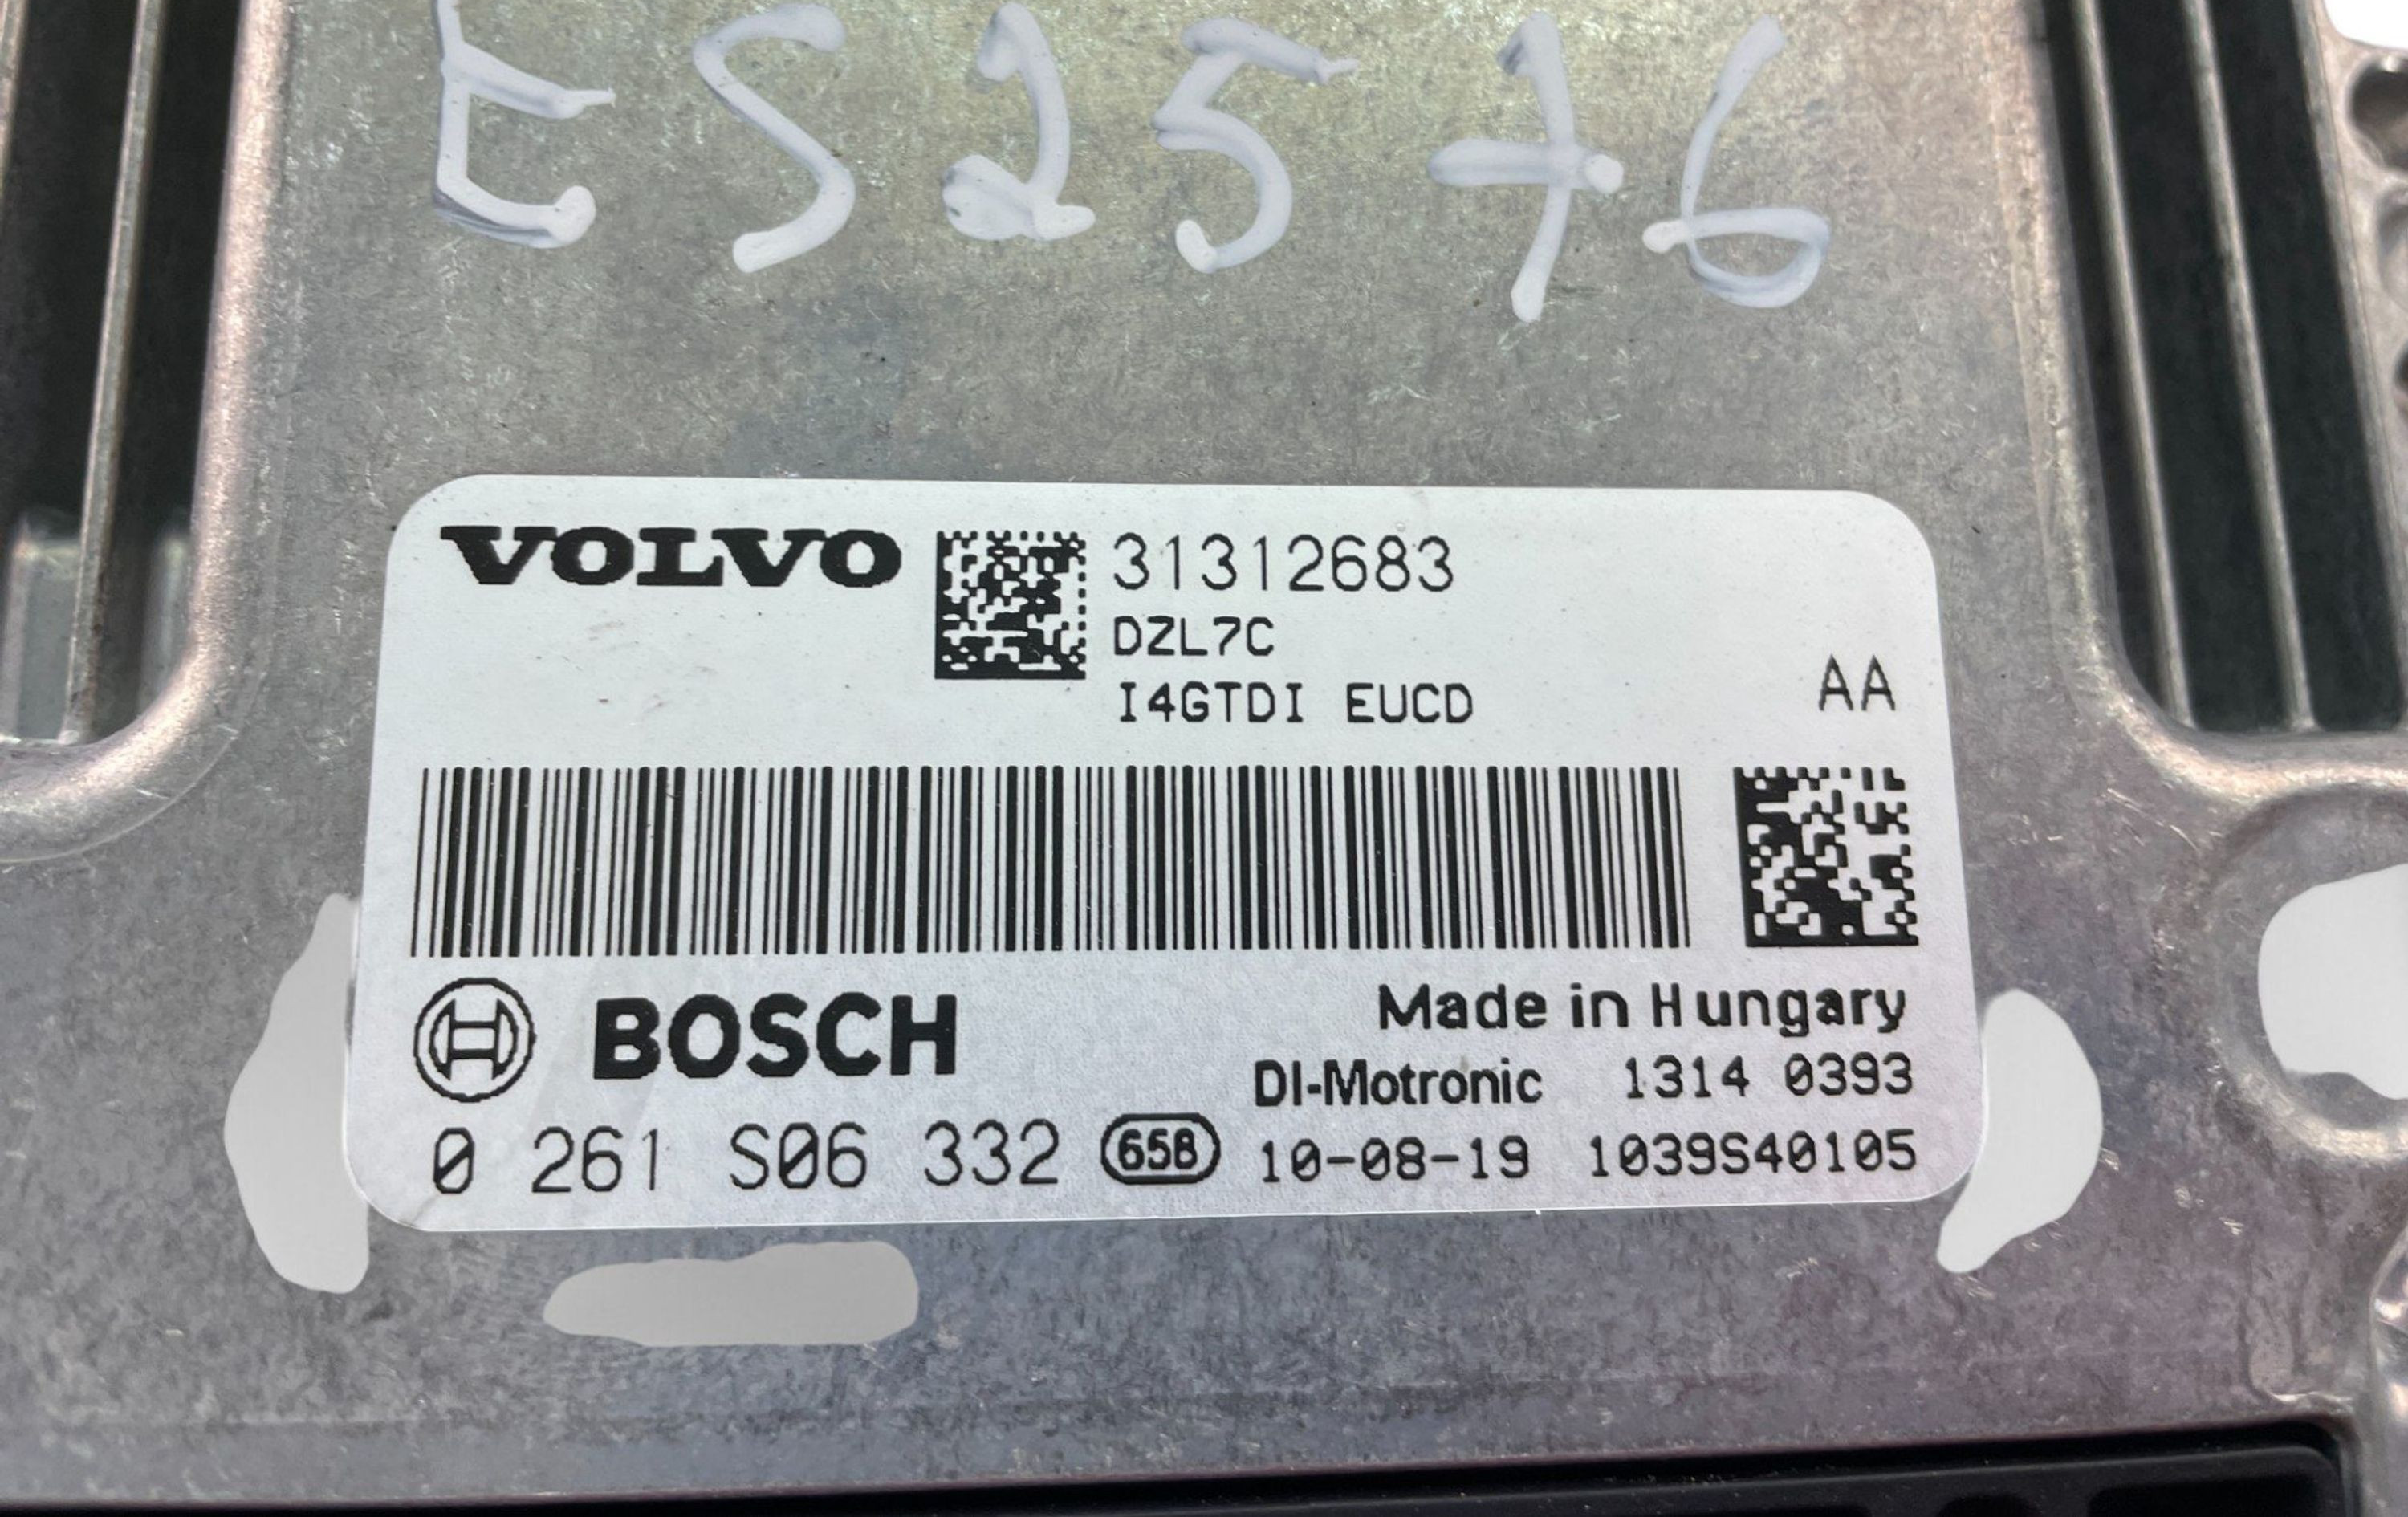 ES2576
VOLVO 31312683
DZL7C
I4GTDI EUCD AA
BOSCH Made in Hungary
DI-Motronic 1314 0393
0 261 S06 332 65B 10-08-19 1039S40105